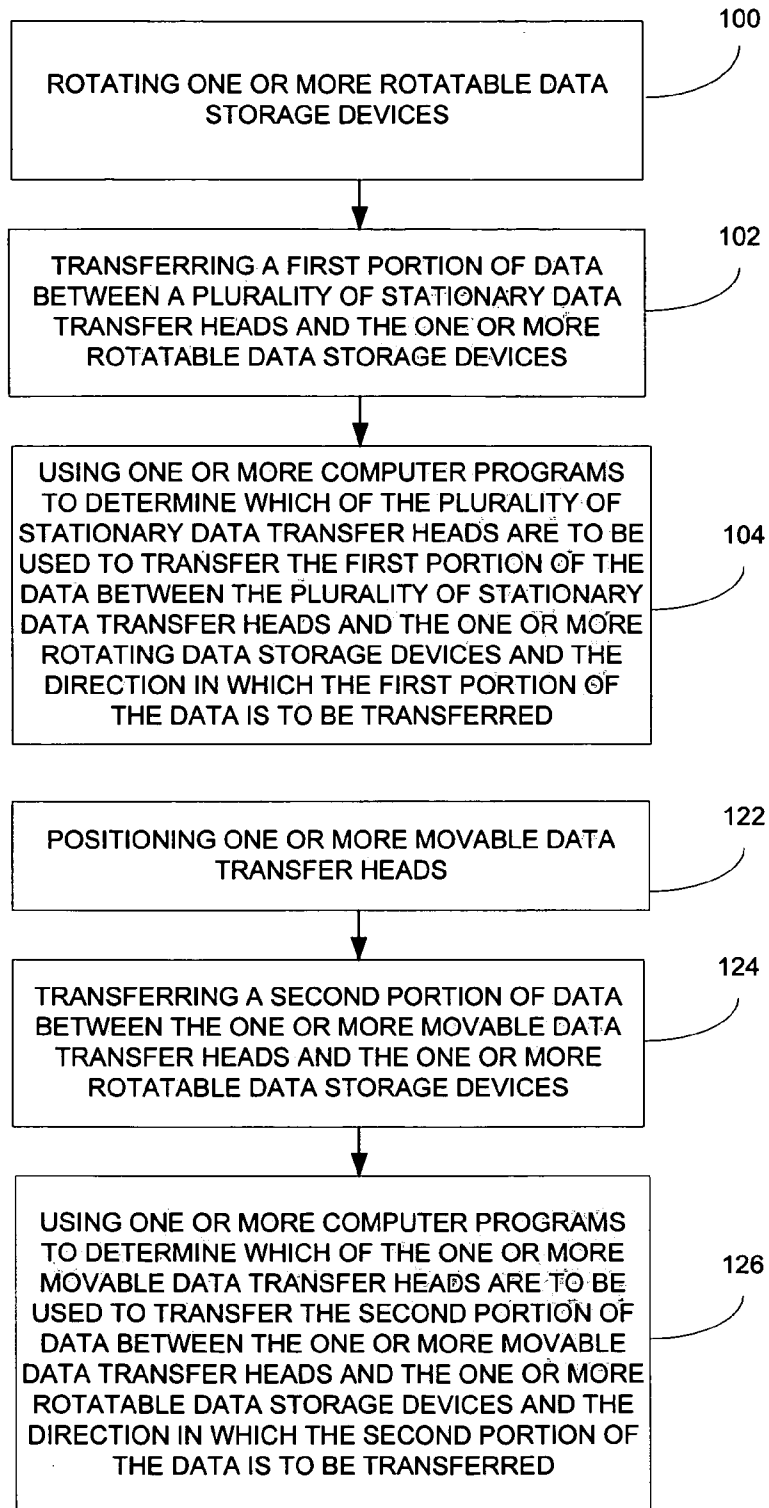 100
ROTATING ONE OR MORE ROTATABLE DATA
STORAGE DEVICES
102
TRANSFERRING A FIRST PORTION OF DATA
BETWEEN A PLURALITY OF STATIONARY DATA
TRANSFER HEADS AND THE ONE OR MORE
ROTATABLE DATA STORAGE DEVICES
104
USING ONE OR MORE COMPUTER PROGRAMS
TO DETERMINE WHICH OF THE PLURALITY OF
STATIONARY DATA TRANSFER HEADS ARE TO BE
USED TO TRANSFER THE FIRST PORTION OF THE
DATA BETWEEN THE PLURALITY OF STATIONARY
DATA TRANSFER HEADS AND THE ONE OR MORE
ROTATING DATA STORAGE DEVICES AND THE
DIRECTION IN WHICH THE FIRST PORTION OF
THE DATA IS TO BE TRANSFERRED
122
POSITIONING ONE OR MORE MOVABLE DATA
TRANSFER HEADS
124
TRANSFERRING A SECOND PORTION OF DATA
BETWEEN THE ONE OR MORE MOVABLE DATA
TRANSFER HEADS AND THE ONE OR MORE
ROTATABLE DATA STORAGE DEVICES
126
USING ONE OR MORE COMPUTER PROGRAMS
TO DETERMINE WHICH OF THE ONE OR MORE
MOVABLE DATA TRANSFER HEADS ARE TO BE
USED TO TRANSFER THE SECOND PORTION OF
DATA BETWEEN THE ONE OR MORE MOVABLE
DATA TRANSFER HEADS AND THE ONE OR MORE
ROTATABLE DATA STORAGE DEVICES AND THE
DIRECTION IN WHICH THE SECOND PORTION OF
THE DATA IS TO BE TRANSFERRED